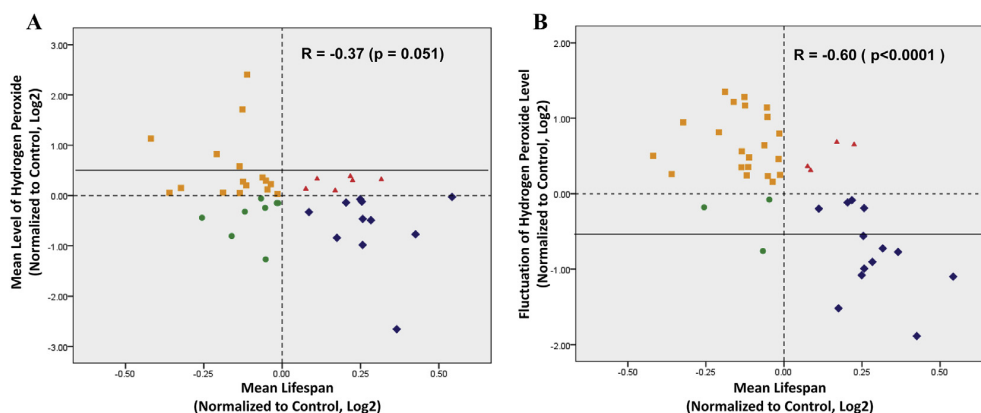 A
R = -0.37 (p = 0.051)
Mean Level of Hydrogen Peroxide
(Normalized to Control, Log2)
3.00
2.00
1.00
0.00
-1.00
-2.00
-3.00
-0.50
-0.25
0.00
0.25
0.50
Mean Lifespan
(Normalized to Control, Log2)
B
R = -0.60 ( p<0.0001 )
Fluctuation of Hydrogen Peroxide Level
(Normalized to Control, Log2)
2.00
1.00
0.00
-1.00
-2.00
-0.50
-0.25
0.00
0.25
0.50
Mean Lifespan
(Normalized to Control, Log2)